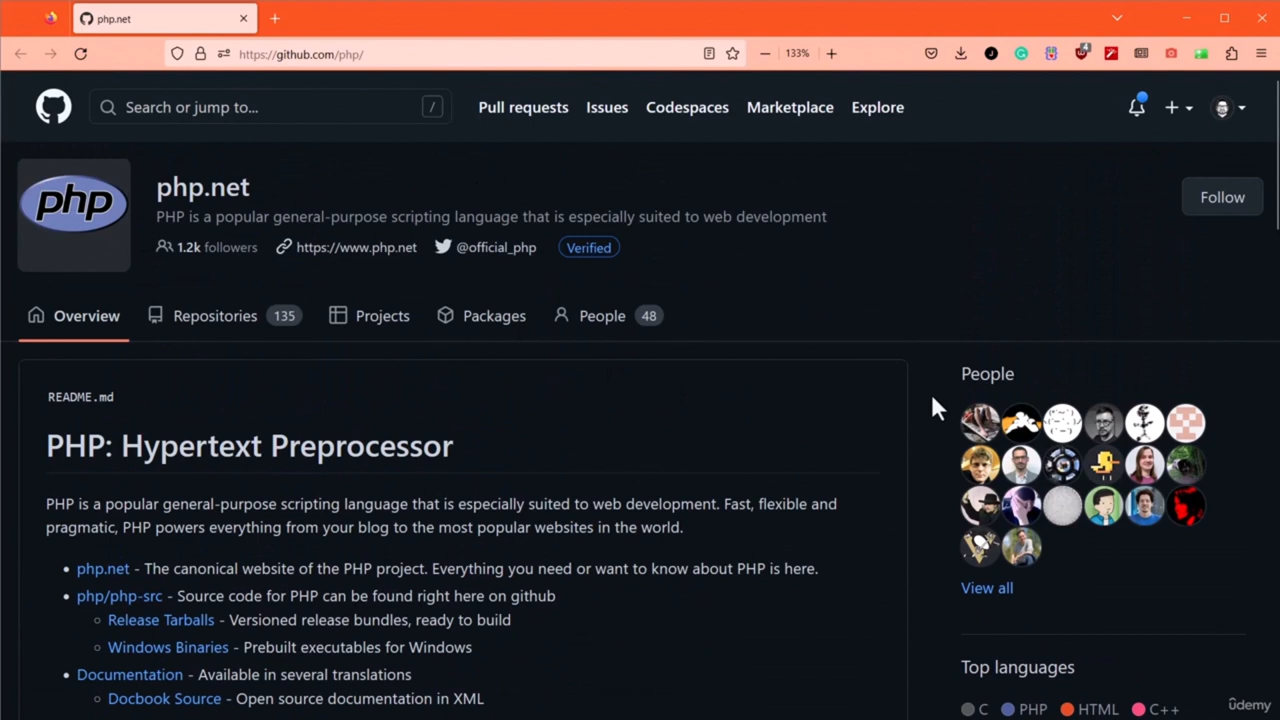 php.net
https://github.com/php/
133%
4
Search or jump to...
/
Pull requests
Issues
Codespaces
Marketplace
Explore
php
php.net
PHP is a popular general-purpose scripting language that is especially suited to web development
1.2k followers
https://www.php.net
@official_php
Verified
Follow
Overview
Repositories 135
Projects
Packages
People 48
README.md
PHP: Hypertext Preprocessor
PHP is a popular general-purpose scripting language that is especially suited to web development. Fast, flexible and
pragmatic, PHP powers everything from your blog to the most popular websites in the world.
php.net - The canonical website of the PHP project. Everything you need or want to know about PHP is here.
php/php-src - Source code for PHP can be found right here on github
Release Tarballs - Versioned release bundles, ready to build
Windows Binaries - Prebuilt executables for Windows
Documentation - Available in several translations
Docbook Source - Open source documentation in XML
People
View all
Top languages
C PHP HTML C++
ûdemy